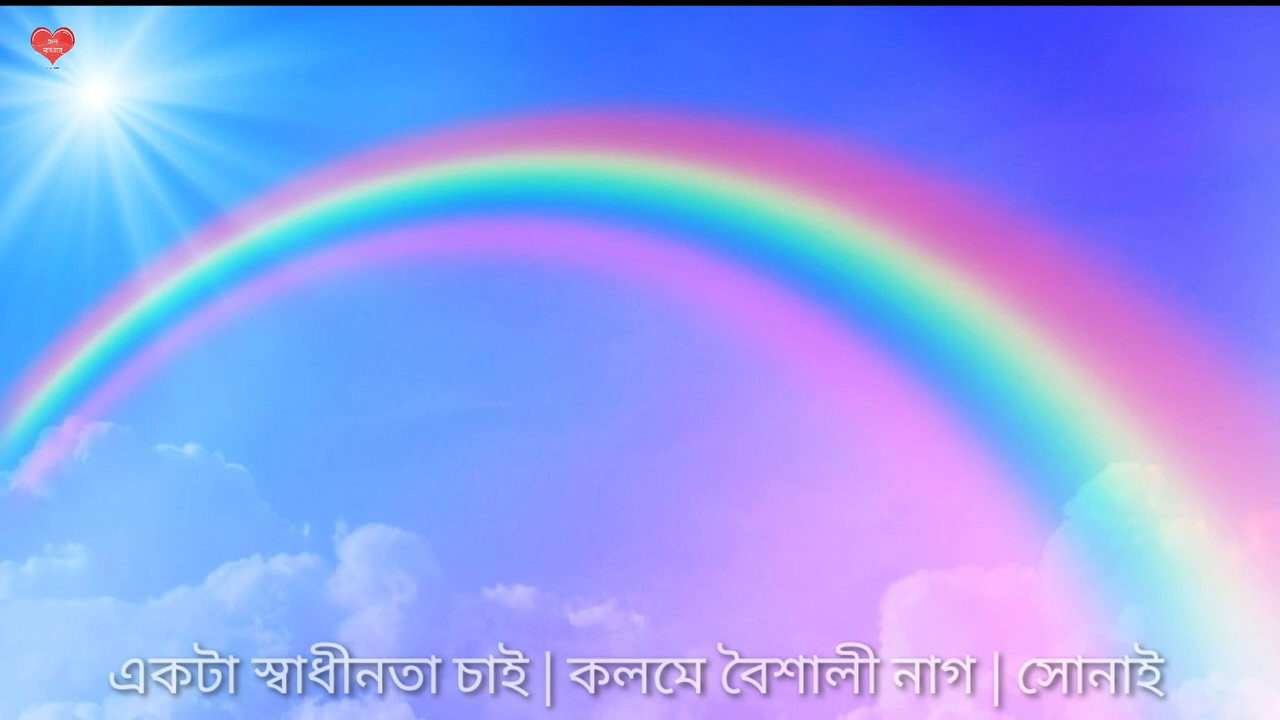 একটা স্বাধীনতা চাই | কলমে বৈশালী নাগ | সোনাই